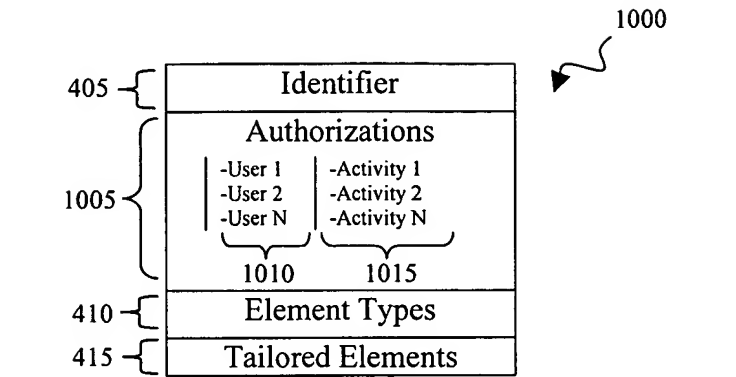 1000
405 Identifier
Authorizations
-User 1 -Activity 1
-User 2 -Activity 2
1005
-User N -Activity N
1010 1015
410 Element Types
415 Tailored Elements